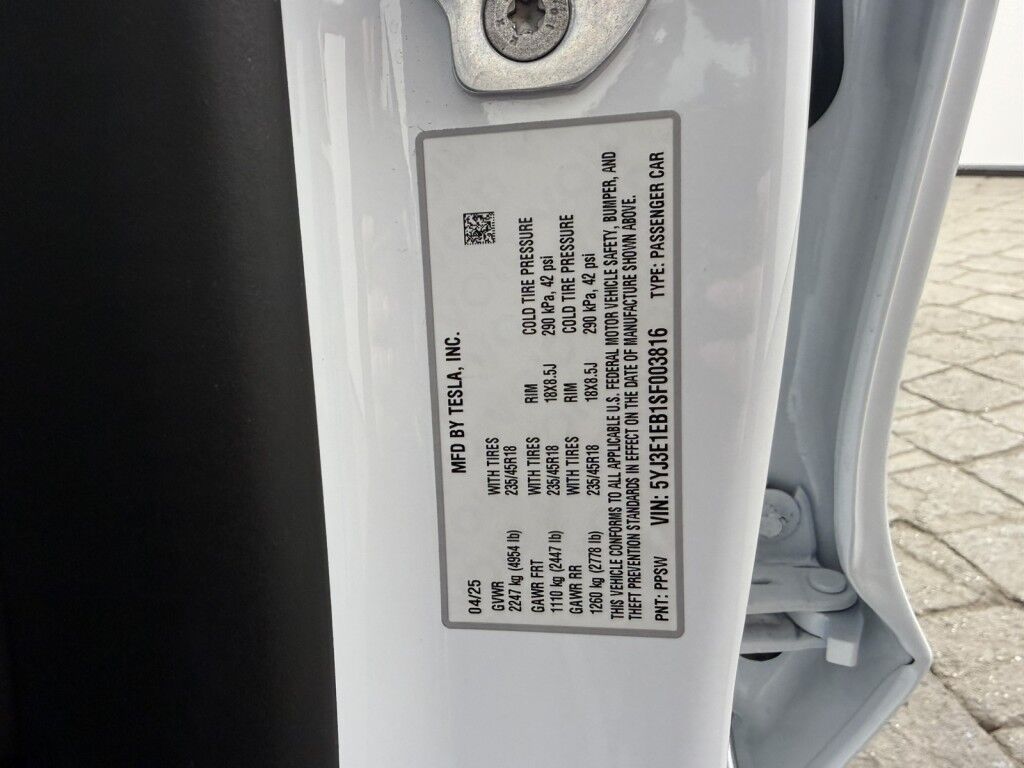 MFD BY TESLA, INC.
04/25
GVWR WITH TIRES
2247 kg (4954 lb) 235/45R18
GAWR FRT WITH TIRES RIM COLD TIRE PRESSURE
1110 kg (2447 lb) 235/45R18 18X8.5J 290 kPa, 42 psi
GAWR RR WITH TIRES RIM COLD TIRE PRESSURE
1260 kg (2778 lb) 235/45R18 18X8.5J 290 kPa, 42 psi
THIS VEHICLE CONFORMS TO ALL APPLICABLE U.S. FEDERAL MOTOR VEHICLE SAFETY, BUMPER, AND
THEFT PREVENTION STANDARDS IN EFFECT ON THE DATE OF MANUFACTURE SHOWN ABOVE.
PNT: PPSW VIN: 5YJ3E1EB1SF003816 TYPE: PASSENGER CAR